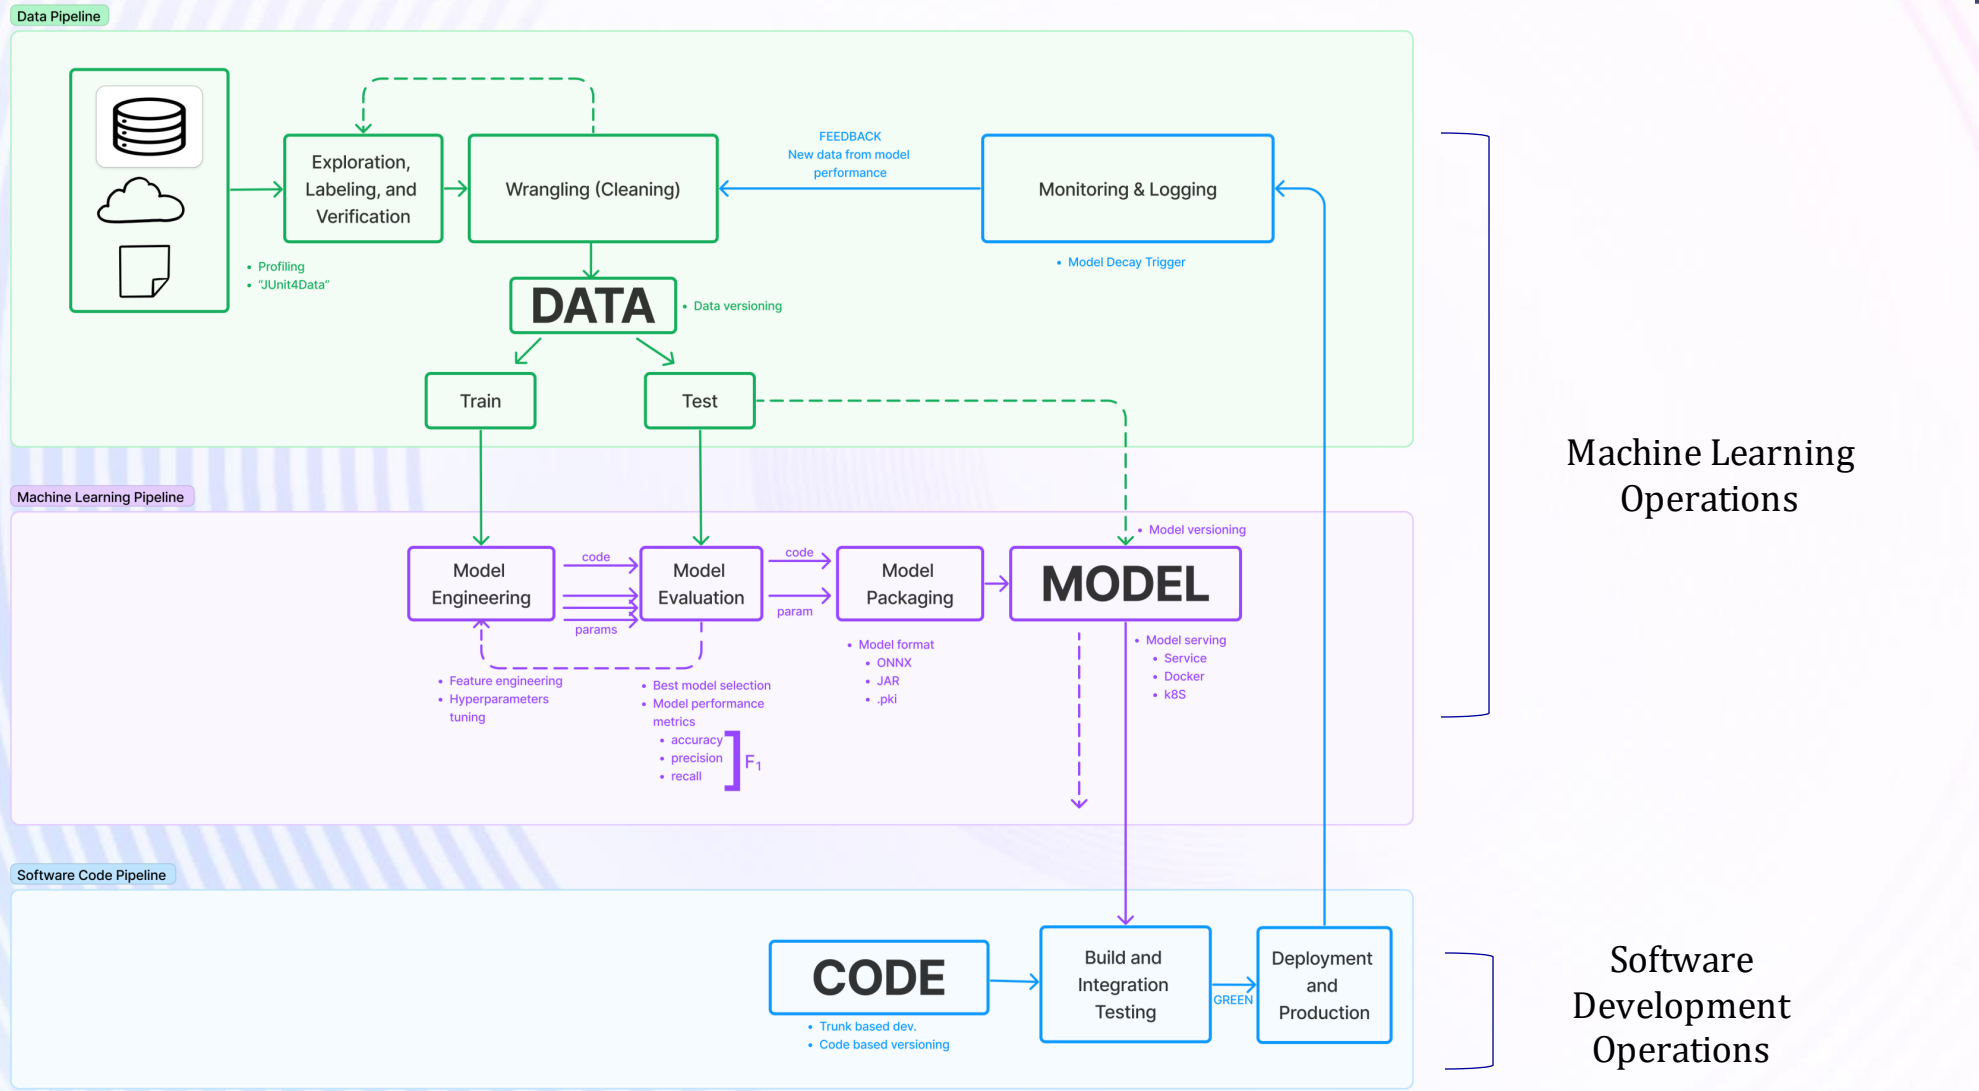 Data Pipeline
Exploration,
Labeling, and
Verification
• Profiling
• "JUnit4Data"
Wrangling (Cleaning)
FEEDBACK
New data from model
performance
Monitoring & Logging
• Model Decay Trigger
DATA
• Data versioning
Train
Test
Machine Learning
Operations
Machine Learning Pipeline
Model
Engineering
code
params
• Feature engineering
• Hyperparameters
tuning
Model
Evaluation
• Best model selection
• Model performance
metrics
• accuracy
• precision
• recall
F1
code
param
Model
Packaging
• Model format
• ONNX
• JAR
• .pki
• Model versioning
MODEL
• Model serving
• Service
• Docker
• k8S
Software Code Pipeline
CODE
• Trunk based dev.
• Code based versioning
Build and
Integration
Testing
GREEN
Deployment
and
Production
Software
Development
Operations